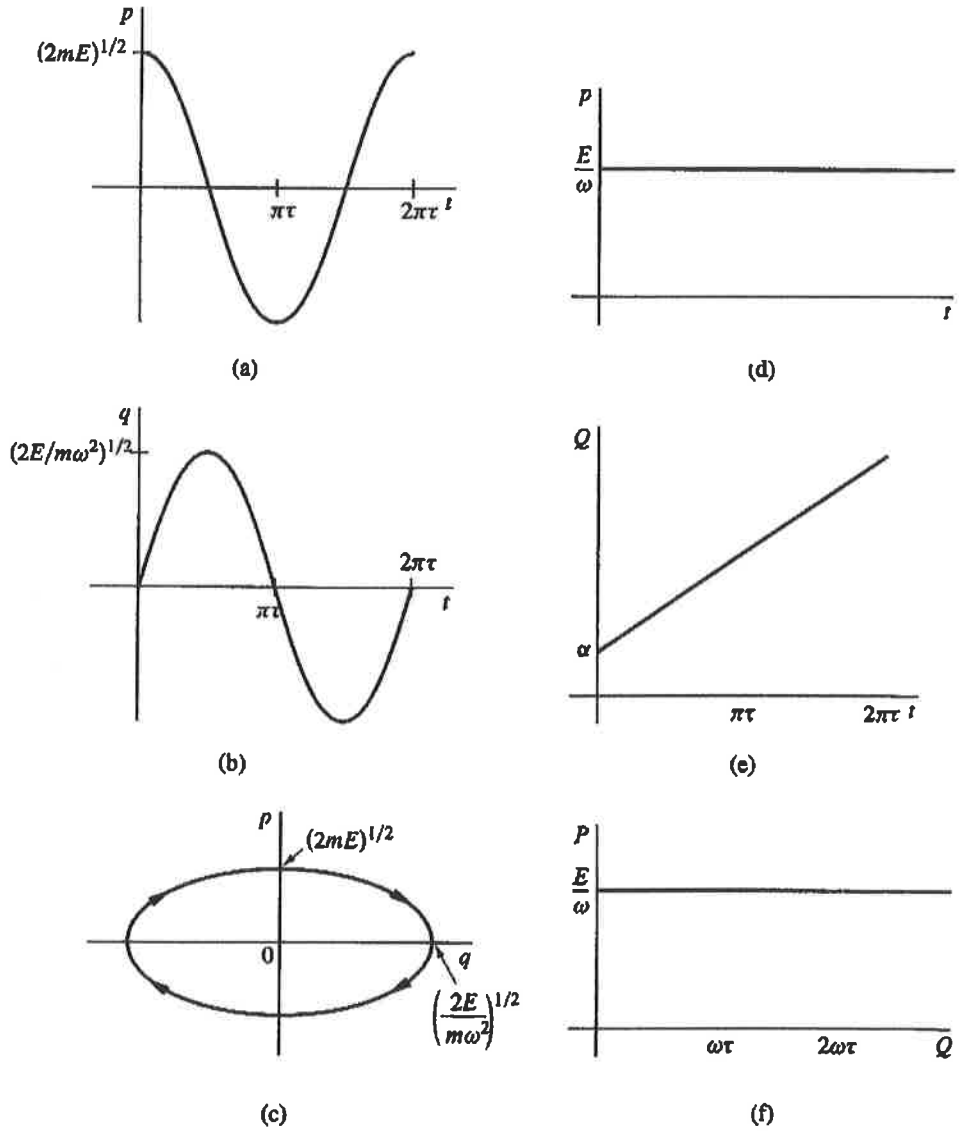 p
(2mE)^{1/2}
πτ
2πτ
t
(a)
q
(2E/mω²)^{1/2}
πτ
2πτ
t
(b)
p
(2mE)^{1/2}
0
q
(2E/mω²)^{1/2}
(c)
p
E/ω
t
(d)
Q
α
πτ
2πτ
t
(e)
P
E/ω
ωτ
2ωτ
Q
(f)